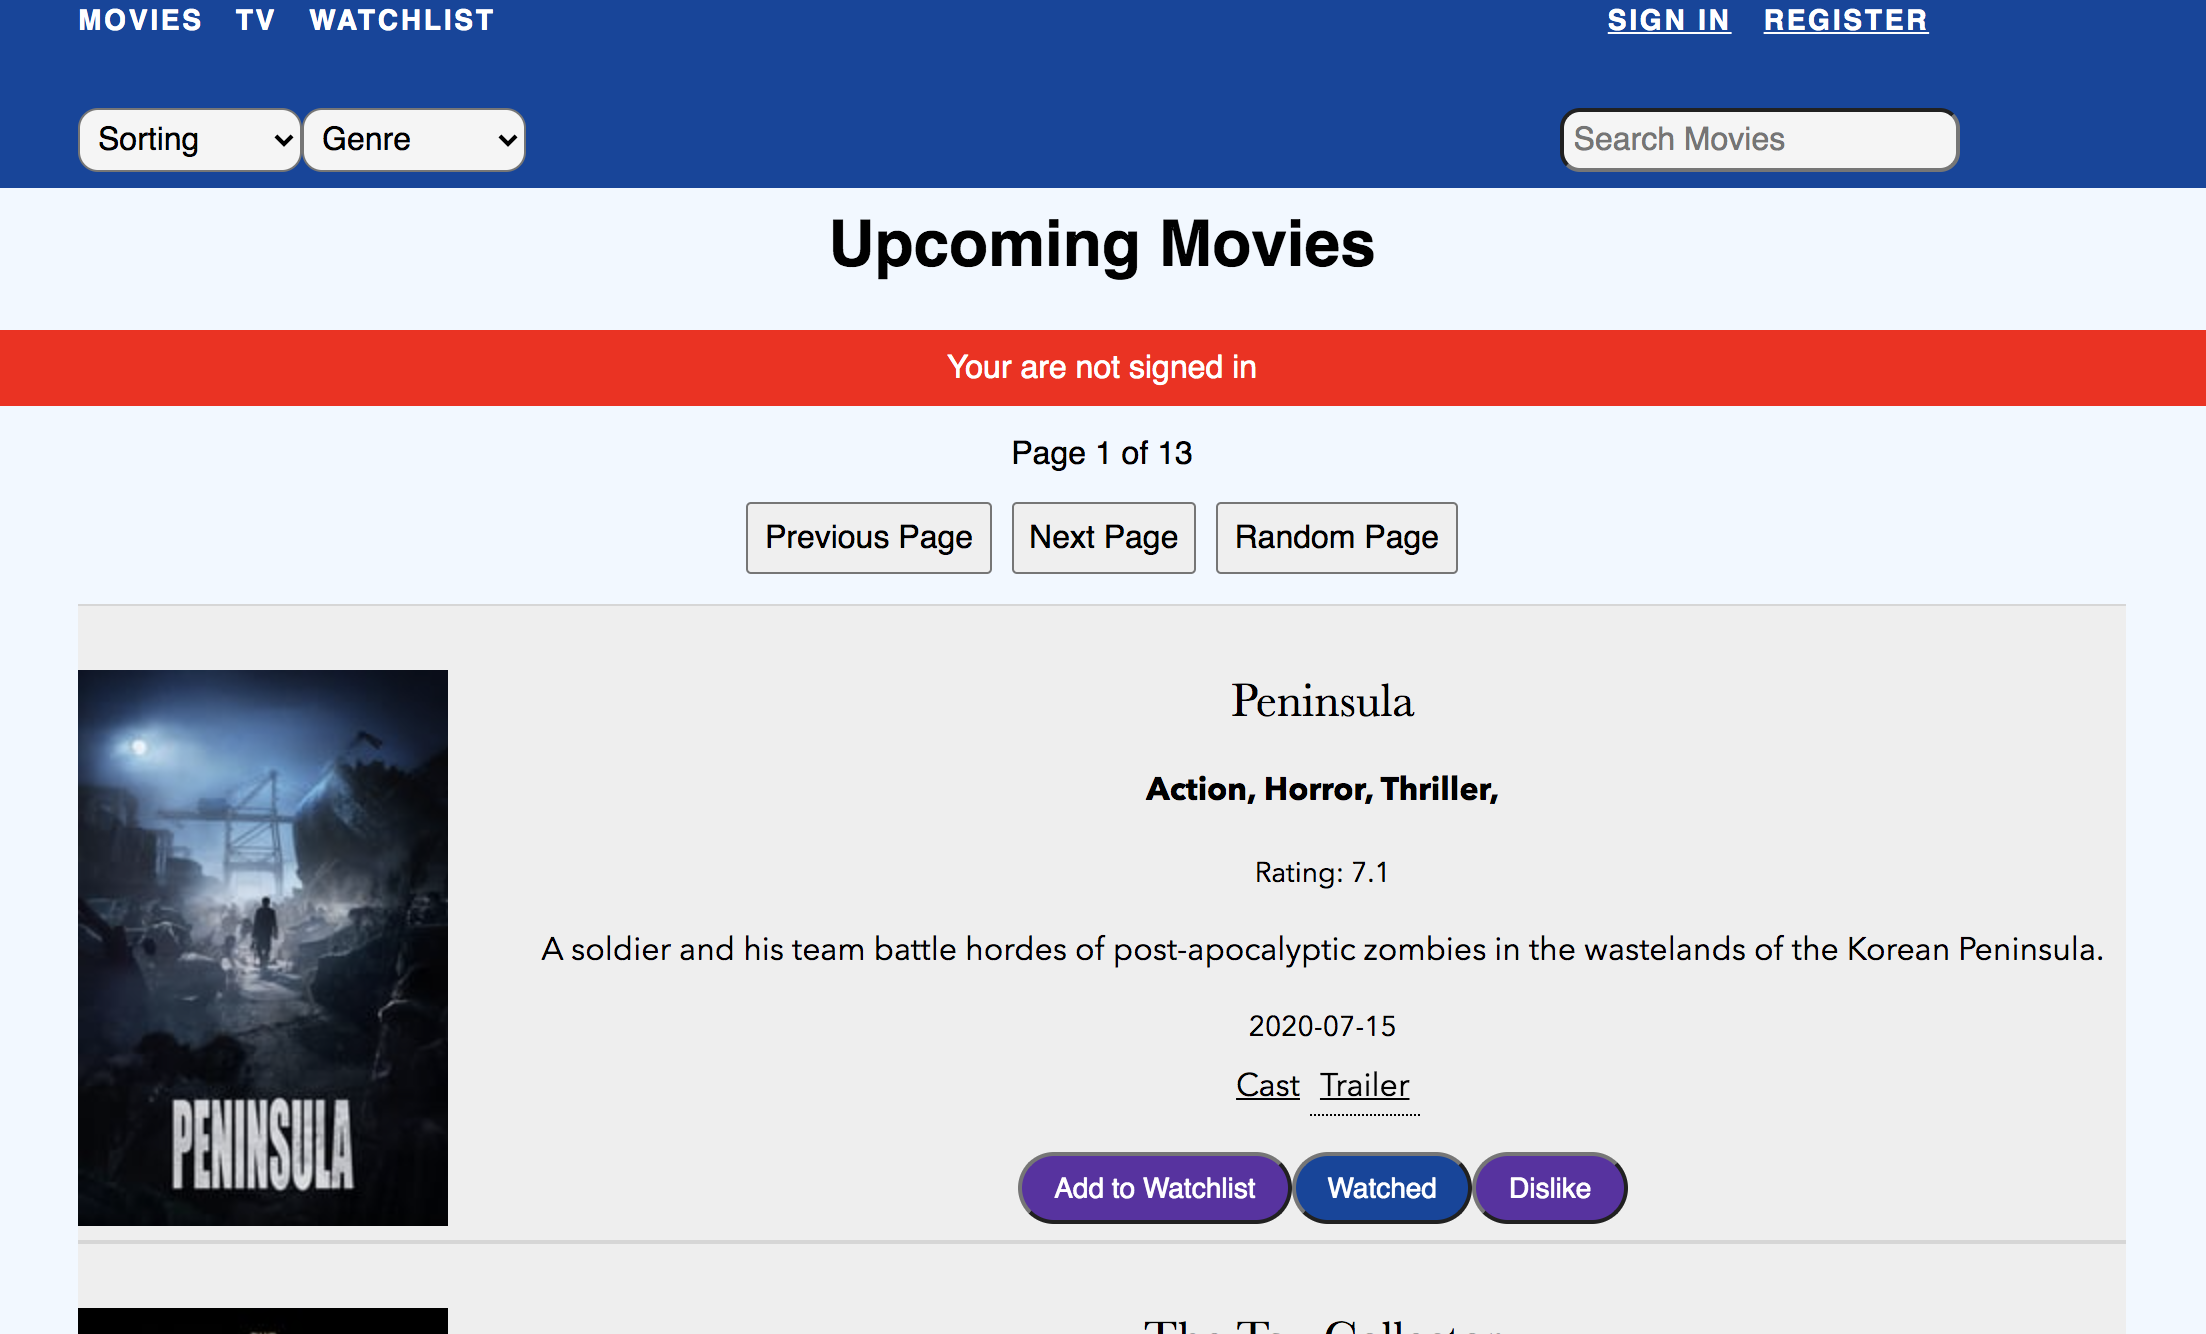 MOVIES TV WATCHLIST SIGN IN REGISTER
Sorting Genre Search Movies
Upcoming Movies
Your are not signed in
Page 1 of 13
Previous Page Next Page Random Page
Peninsula
Action, Horror, Thriller,
Rating: 7.1
A soldier and his team battle hordes of post-apocalyptic zombies in the wastelands of the Korean Peninsula.
2020-07-15
Cast Trailer
PENINSULA
Add to Watchlist Watched Dislike
The Toy Collector